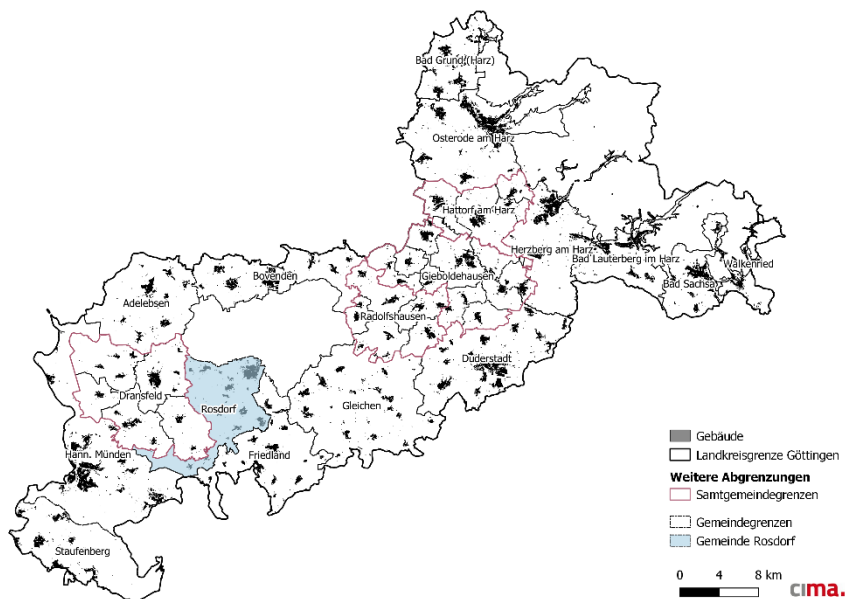 Bad Grund (Harz)
Osterode am Harz
Hattorf am Harz
Herzberg am Harz
Bad Lauterberg im Harz
Walkenried
Bad Sachsa
Gieboldehausen
Bovenden
Adelebsen
Radolfshausen
Duderstadt
Dransfeld
Rosdorf
Gleichen
Hann. Münden
Friedland
Staufenberg
Gebäude
Landkreisgrenze Göttingen
Weitere Abgrenzungen
Samtgemeindegrenzen
Gemeindegrenzen
Gemeinde Rosdorf
0 4 8 km
cima.